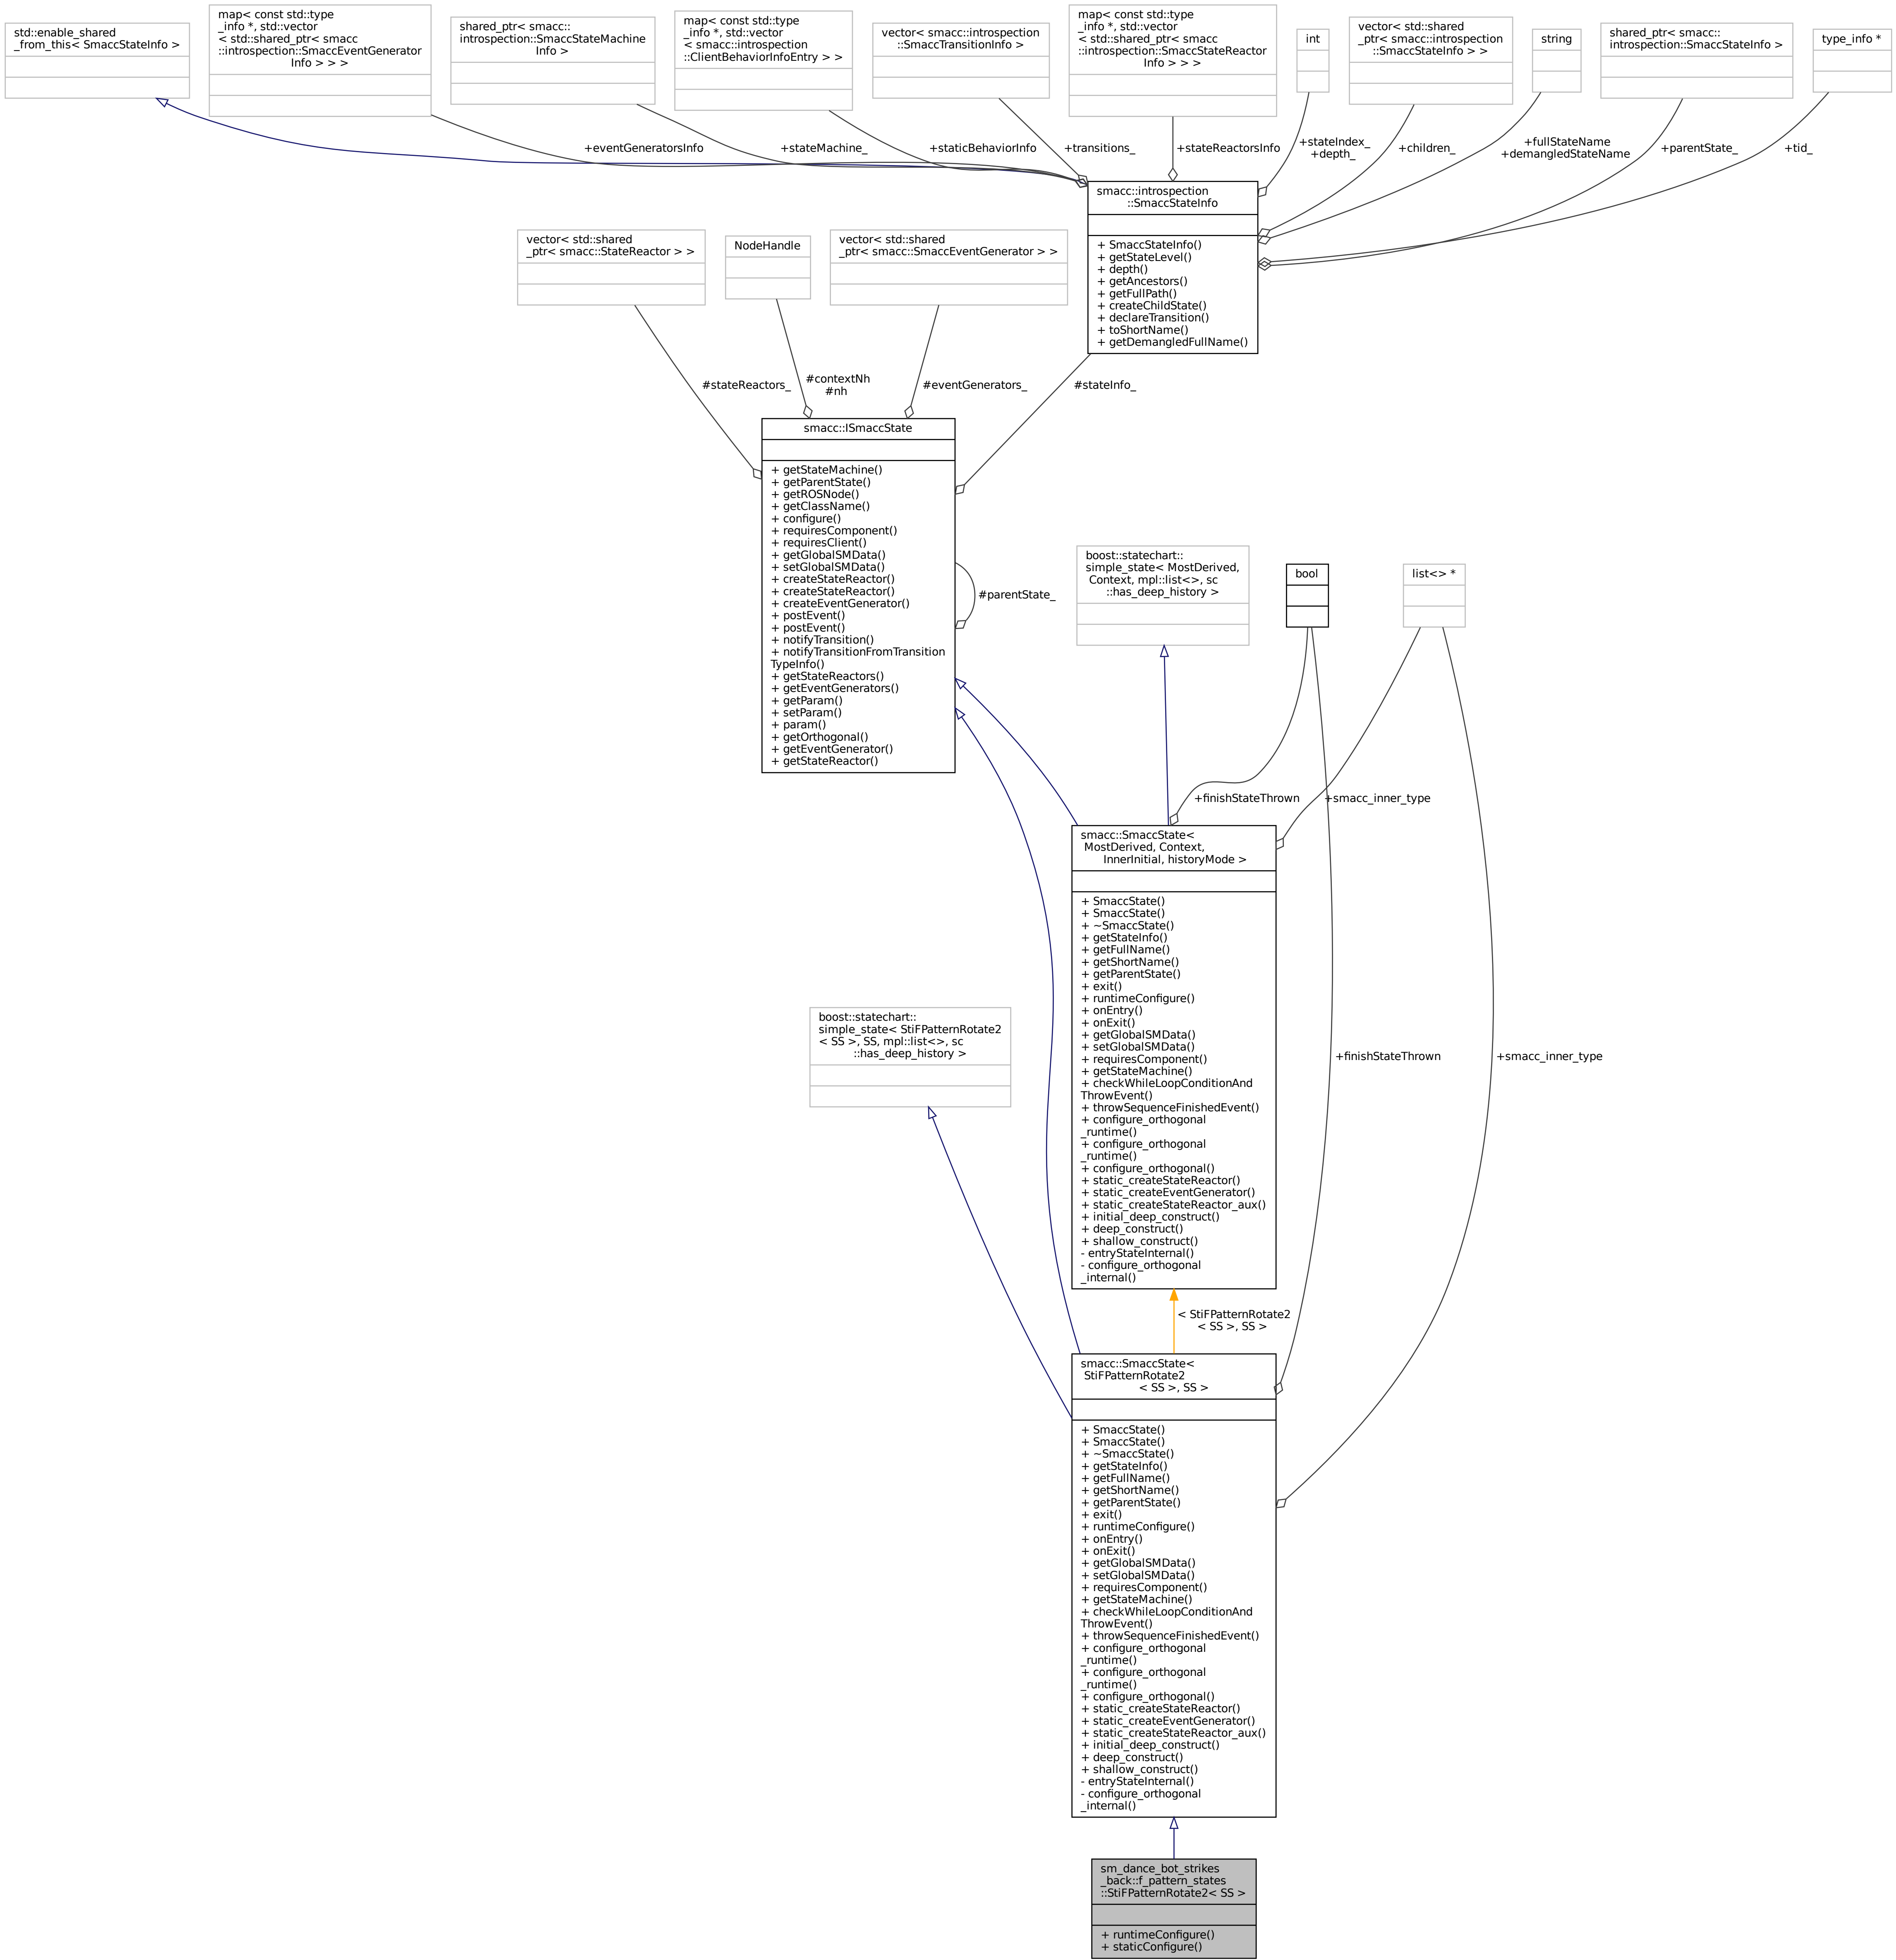 std::enable_shared
_from_this< SmaccStateInfo >
map< const std::type
_info *, std::vector
< std::shared_ptr< smacc
::introspection::SmaccEventGenerator
Info > > >
shared_ptr< smacc::
introspection::SmaccStateMachine
Info >
map< const std::type
_info *, std::vector
< smacc::introspection
::ClientBehaviorInfoEntry > >
vector< smacc::introspection
::SmaccTransitionInfo >
map< const std::type
_info *, std::vector
< std::shared_ptr< smacc
::introspection::SmaccStateReactor
Info > > >
int
vector< std::shared
_ptr< smacc::introspection
::SmaccStateInfo > >
string
shared_ptr< smacc::
introspection::SmaccStateInfo >
type_info *
+eventGeneratorsInfo
+stateMachine_
+staticBehaviorInfo
+transitions_
+stateReactorsInfo
+stateIndex_
+depth_
+children_
+fullStateName
+demangledStateName
+parentState_
+tid_
smacc::introspection
::SmaccStateInfo
+ SmaccStateInfo()
+ getStateLevel()
+ depth()
+ getAncestors()
+ getFullPath()
+ createChildState()
+ declareTransition()
+ toShortName()
+ getDemangledFullName()
vector< std::shared
_ptr< smacc::StateReactor > >
NodeHandle
vector< std::shared
_ptr< smacc::SmaccEventGenerator > >
#stateReactors_
#contextNh
#nh
#eventGenerators_
#stateInfo_
smacc::ISmaccState
+ getStateMachine()
+ getParentState()
+ getROSNode()
+ getClassName()
+ configure()
+ requiresComponent()
+ requiresClient()
+ getGlobalSMData()
+ setGlobalSMData()
+ createStateReactor()
+ createStateReactor()
+ createEventGenerator()
+ postEvent()
+ postEvent()
+ notifyTransition()
+ notifyTransitionFromTransition
TypeInfo()
+ getStateReactors()
+ getEventGenerators()
+ getParam()
+ setParam()
+ param()
+ getOrthogonal()
+ getEventGenerator()
+ getStateReactor()
#parentState_
boost::statechart::
simple_state< MostDerived,
Context, mpl::list<>, sc
::has_deep_history >
bool
list<> *
+finishStateThrown
+smacc_inner_type
smacc::SmaccState<
MostDerived, Context,
InnerInitial, historyMode >
+ SmaccState()
+ SmaccState()
+ ~SmaccState()
+ getStateInfo()
+ getFullName()
+ getShortName()
+ getParentState()
+ exit()
+ runtimeConfigure()
+ onEntry()
+ onExit()
+ getGlobalSMData()
+ setGlobalSMData()
+ requiresComponent()
+ getStateMachine()
+ checkWhileLoopConditionAnd
ThrowEvent()
+ throwSequenceFinishedEvent()
+ configure_orthogonal
_runtime()
+ configure_orthogonal
_runtime()
+ configure_orthogonal()
+ static_createStateReactor()
+ static_createEventGenerator()
+ static_createStateReactor_aux()
+ initial_deep_construct()
+ deep_construct()
+ shallow_construct()
- entryStateInternal()
- configure_orthogonal
_internal()
boost::statechart::
simple_state< StiFPatternRotate2
< SS >, SS, mpl::list<>, sc
::has_deep_history >
+finishStateThrown
+smacc_inner_type
< StiFPatternRotate2
< SS >, SS >
smacc::SmaccState<
StiFPatternRotate2
< SS >, SS >
+ SmaccState()
+ SmaccState()
+ ~SmaccState()
+ getStateInfo()
+ getFullName()
+ getShortName()
+ getParentState()
+ exit()
+ runtimeConfigure()
+ onEntry()
+ onExit()
+ getGlobalSMData()
+ setGlobalSMData()
+ requiresComponent()
+ getStateMachine()
+ checkWhileLoopConditionAnd
ThrowEvent()
+ throwSequenceFinishedEvent()
+ configure_orthogonal
_runtime()
+ configure_orthogonal
_runtime()
+ configure_orthogonal()
+ static_createStateReactor()
+ static_createEventGenerator()
+ static_createStateReactor_aux()
+ initial_deep_construct()
+ deep_construct()
+ shallow_construct()
- entryStateInternal()
- configure_orthogonal
_internal()
sm_dance_bot_strikes
_back::f_pattern_states
::StiFPatternRotate2< SS >
+ runtimeConfigure()
+ staticConfigure()